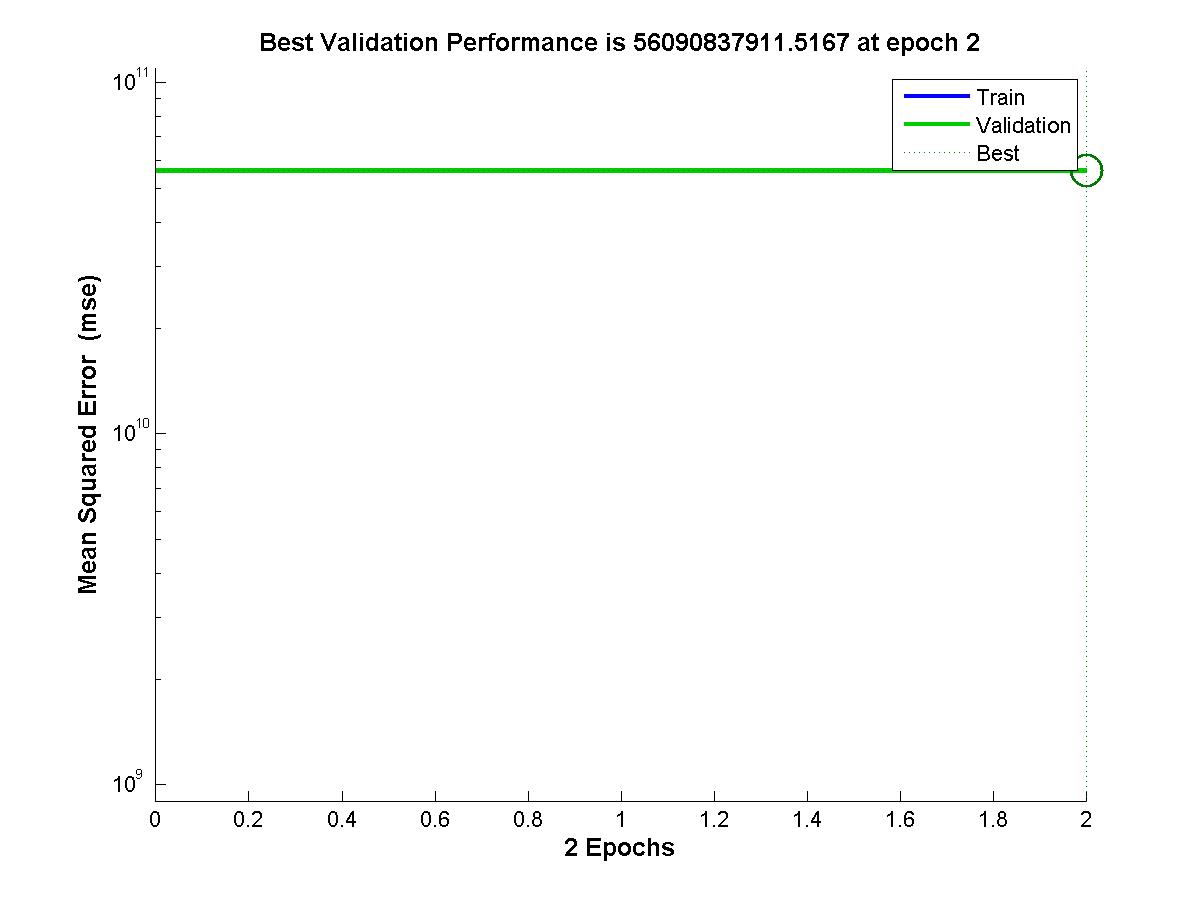 Best Validation Performance is 56090837911.5167 at epoch 2
10^11
Train
Validation
Best
Mean Squared Error (mse)
10^10
10^9
0 0.2 0.4 0.6 0.8 1 1.2 1.4 1.6 1.8 2
2 Epochs